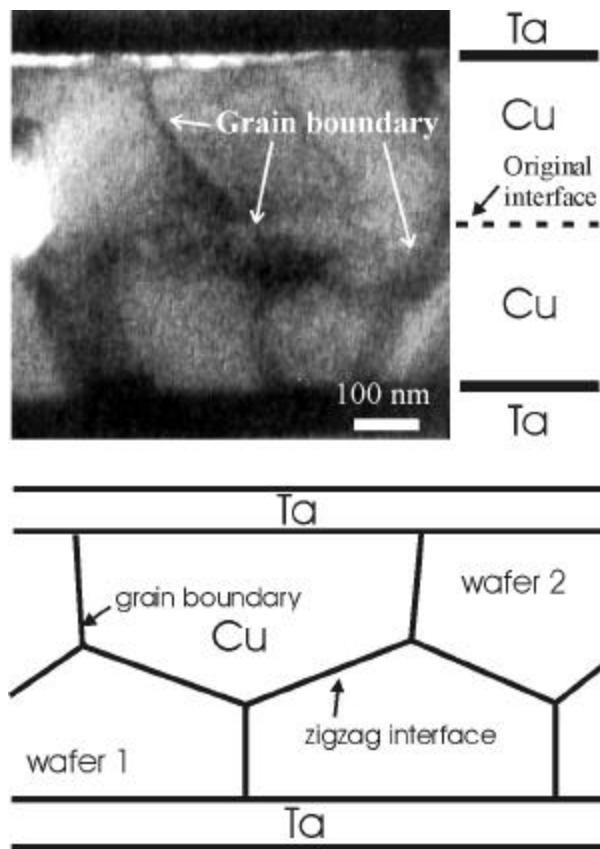 Ta
Grain boundary
Cu
Original
interface
Cu
100 nm
Ta
Ta
wafer 2
grain boundary
Cu
zigzag interface
wafer 1
Ta